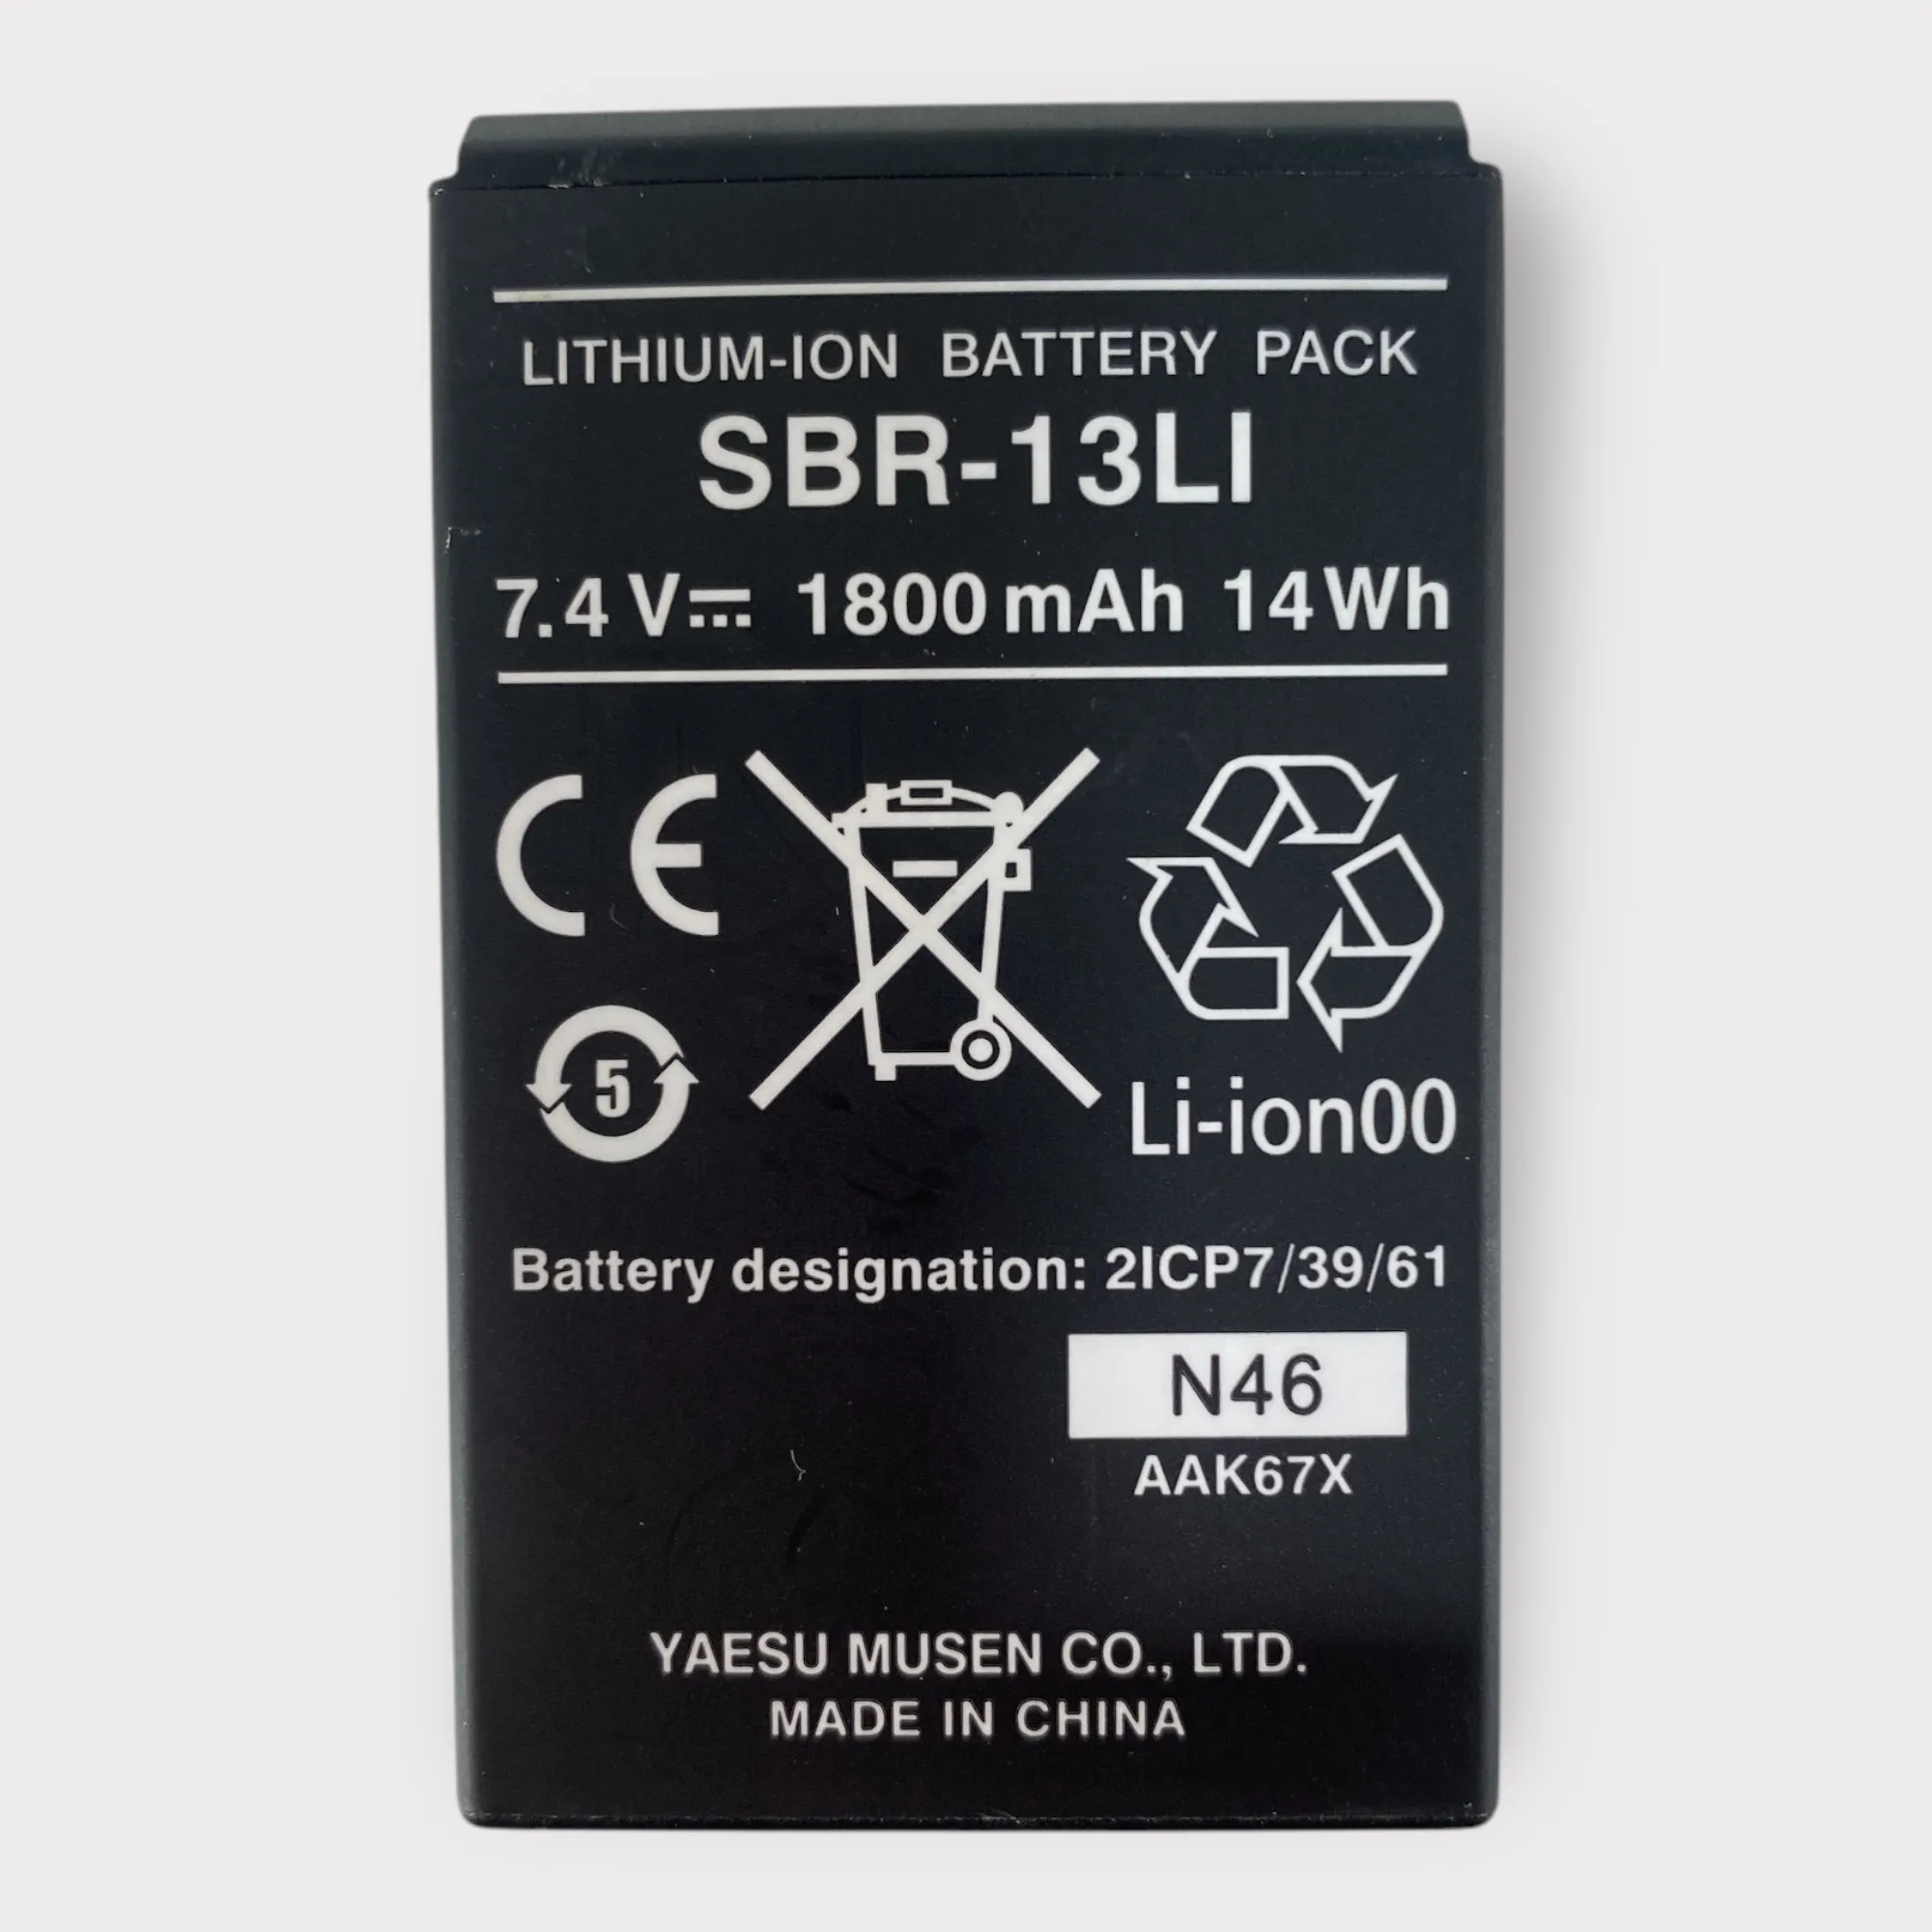 LITHIUM-ION BATTERY PACK
SBR-13LI
7.4 V⎓ 1800 mAh 14 Wh
CE
5
Li-ion00
Battery designation: 2ICP7/39/61
N46
AAK67X
YAESU MUSEN CO., LTD.
MADE IN CHINA